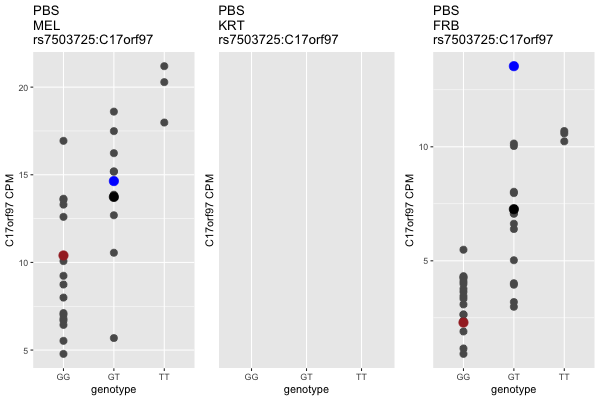 PBS
MEL
rs7503725:C17orf97
C17orf97 CPM
20
15
10
5
GG GT TT
genotype
PBS
KRT
rs7503725:C17orf97
C17orf97 CPM
GG GT TT
genotype
PBS
FRB
rs7503725:C17orf97
C17orf97 CPM
10
5
GG GT TT
genotype